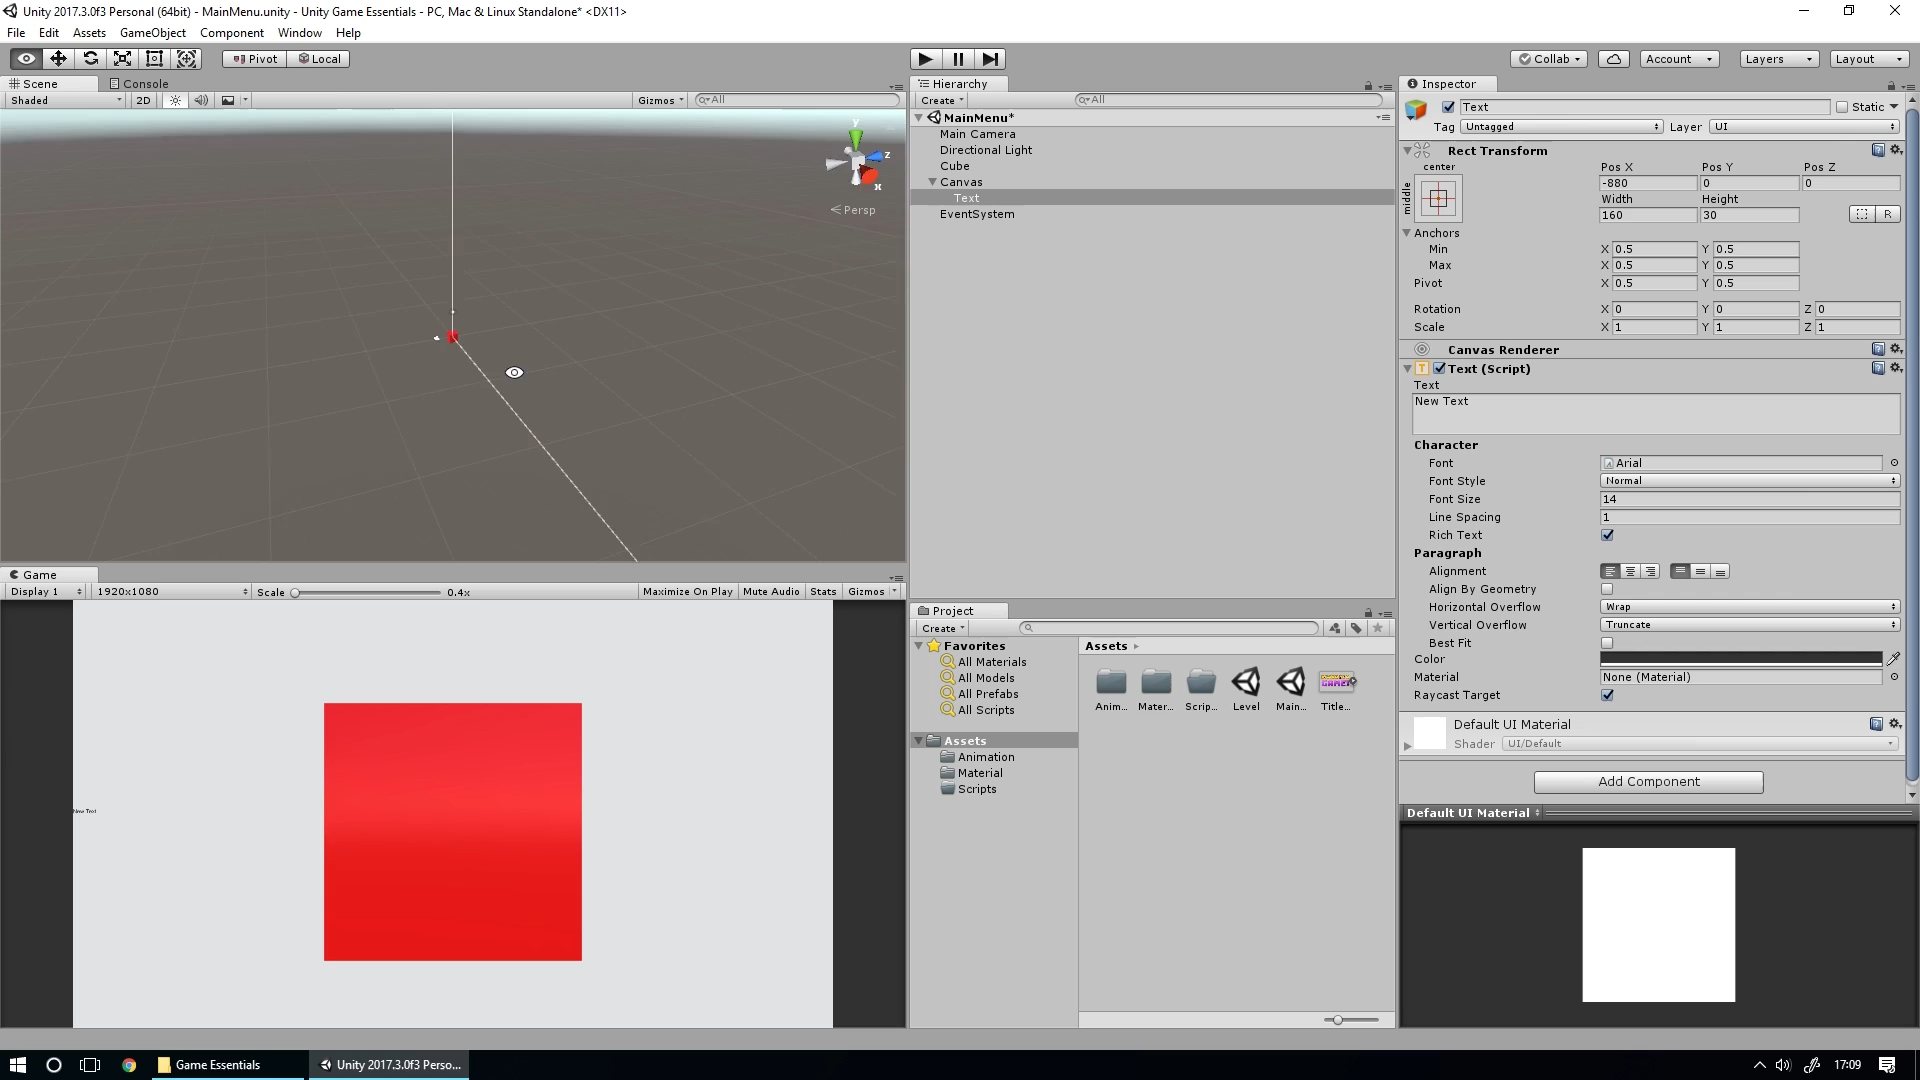 Unity 2017.3.0f3 Personal (64bit) - MainMenu.unity - Unity Game Essentials - PC, Mac & Linux Standalone* <DX11>
File Edit Assets GameObject Component Window Help
Pivot Local
Collab Account Layers Layout
Scene Console
Shaded 2D Gizmos All
y
z
x
Persp
Game
Display 1 1920x1080 Scale 0.4x Maximize On Play Mute Audio Stats Gizmos
New Text
Hierarchy
Create All
MainMenu*
Main Camera
Directional Light
Cube
Canvas
Text
EventSystem
Project
Create
Favorites
All Materials
All Models
All Prefabs
All Scripts
Assets
Animation
Material
Scripts
Assets
Anim... Mater... Scrip... Level Main... Title...
Inspector
Text Static
Tag Untagged Layer UI
Rect Transform
center
middle
Pos X Pos Y Pos Z
-880 0 0
Width Height
160 30
R
Anchors
Min X 0.5 Y 0.5
Max X 0.5 Y 0.5
Pivot X 0.5 Y 0.5
Rotation X 0 Y 0 Z 0
Scale X 1 Y 1 Z 1
Canvas Renderer
T Text (Script)
Text
New Text
Character
Font Arial
Font Style Normal
Font Size 14
Line Spacing 1
Rich Text
Paragraph
Alignment
Align By Geometry
Horizontal Overflow Wrap
Vertical Overflow Truncate
Best Fit
Color
Material None (Material)
Raycast Target
Default UI Material
Shader UI/Default
Add Component
Default UI Material
Game Essentials
Unity 2017.3.0f3 Perso...
17:09